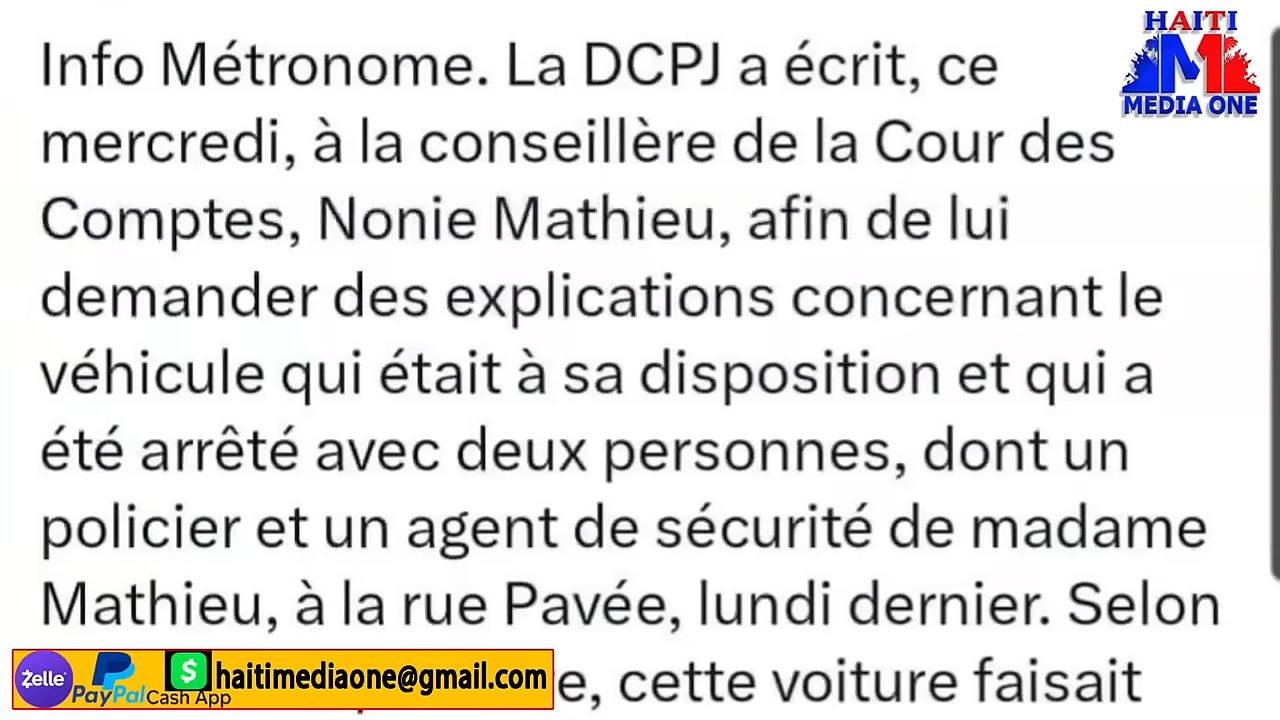 HAITI
M
MEDIA ONE
Info Métronome. La DCPJ a écrit, ce
mercredi, à la conseillère de la Cour des
Comptes, Nonie Mathieu, afin de lui
demander des explications concernant le
véhicule qui était à sa disposition et qui a
été arrêté avec deux personnes, dont un
policier et un agent de sécurité de madame
Mathieu, à la rue Pavée, lundi dernier. Selon
e, cette voiture faisait
Zelle
PayPal
$
Cash App
haitimediaone@gmail.com